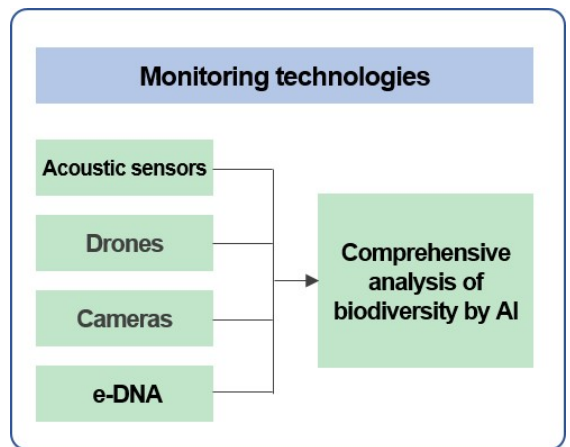 Monitoring technologies
Acoustic sensors
Drones
Cameras
e-DNA
Comprehensive
analysis of
biodiversity by AI